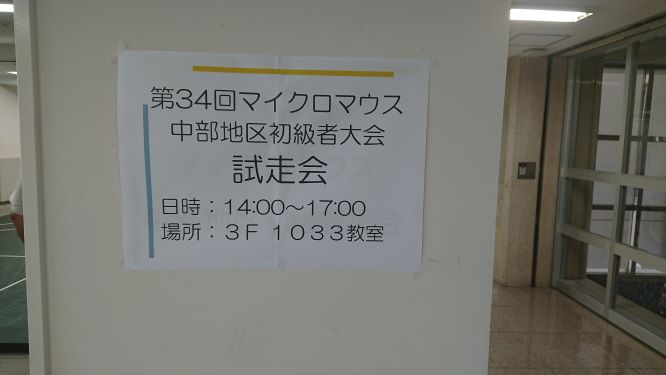 第34回マイクロマウス
中部地区初級者大会
試走会
日時：14:00～17:00
場所：３Ｆ １０３３教室